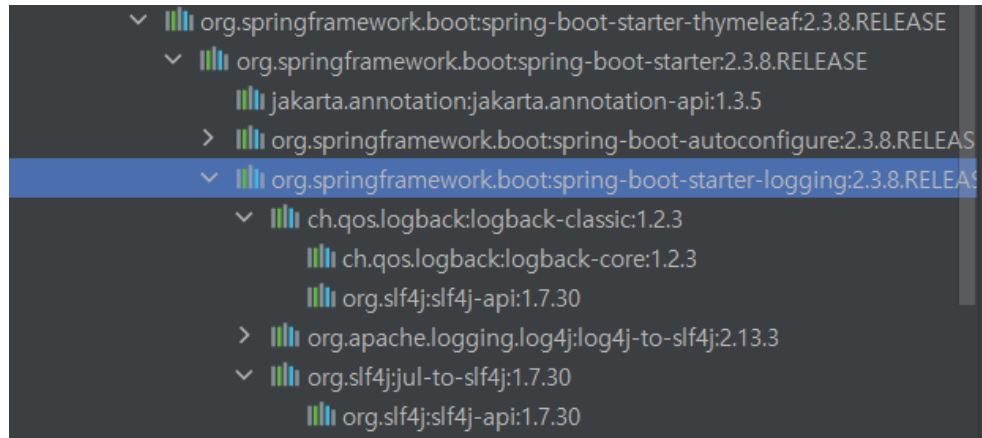 org.springframework.boot:spring-boot-starter-thymeleaf:2.3.8.RELEASE
org.springframework.boot:spring-boot-starter:2.3.8.RELEASE
jakarta.annotation:jakarta.annotation-api:1.3.5
org.springframework.boot:spring-boot-autoconfigure:2.3.8.RELEAS
org.springframework.boot:spring-boot-starter-logging:2.3.8.RELEAS
ch.qos.logback:logback-classic:1.2.3
ch.qos.logback:logback-core:1.2.3
org.slf4j:slf4j-api:1.7.30
org.apache.logging.log4j:log4j-to-slf4j:2.13.3
org.slf4j:jul-to-slf4j:1.7.30
org.slf4j:slf4j-api:1.7.30